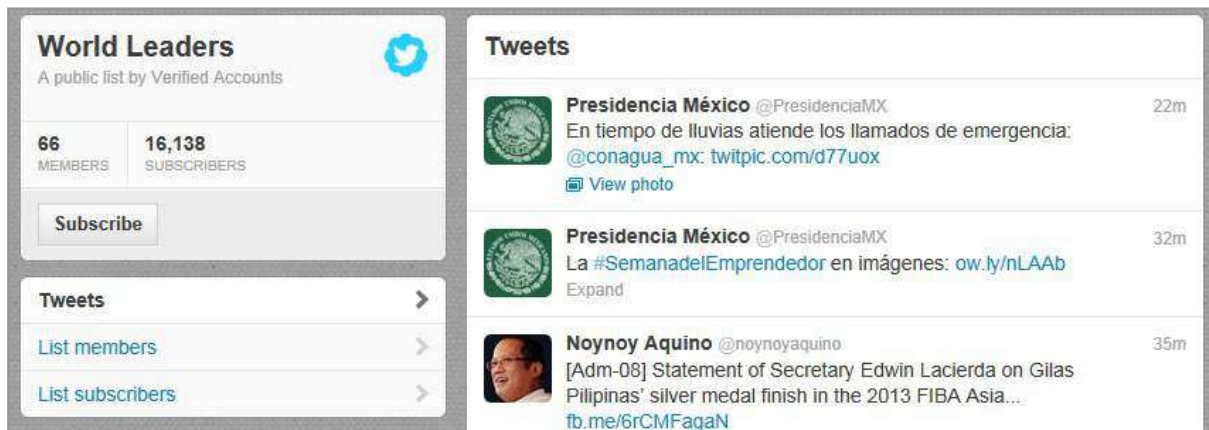 World Leaders
A public list by Verified Accounts
66
MEMBERS
16,138
SUBSCRIBERS
Subscribe
Tweets
List members
List subscribers
Tweets
Presidencia México @PresidenciaMX 22m
En tiempo de lluvias atiende los llamados de emergencia:
@conagua_mx: twitpic.com/d77uox
View photo
Presidencia México @PresidenciaMX 32m
La #SemanadelEmprendedor en imágenes: ow.ly/nLAAb
Expand
Noynoy Aquino @noynoyaquino 35m
[Adm-08] Statement of Secretary Edwin Lacierda on Gilas
Pilipinas' silver medal finish in the 2013 FIBA Asia...
fb.me/6rCMFagaN